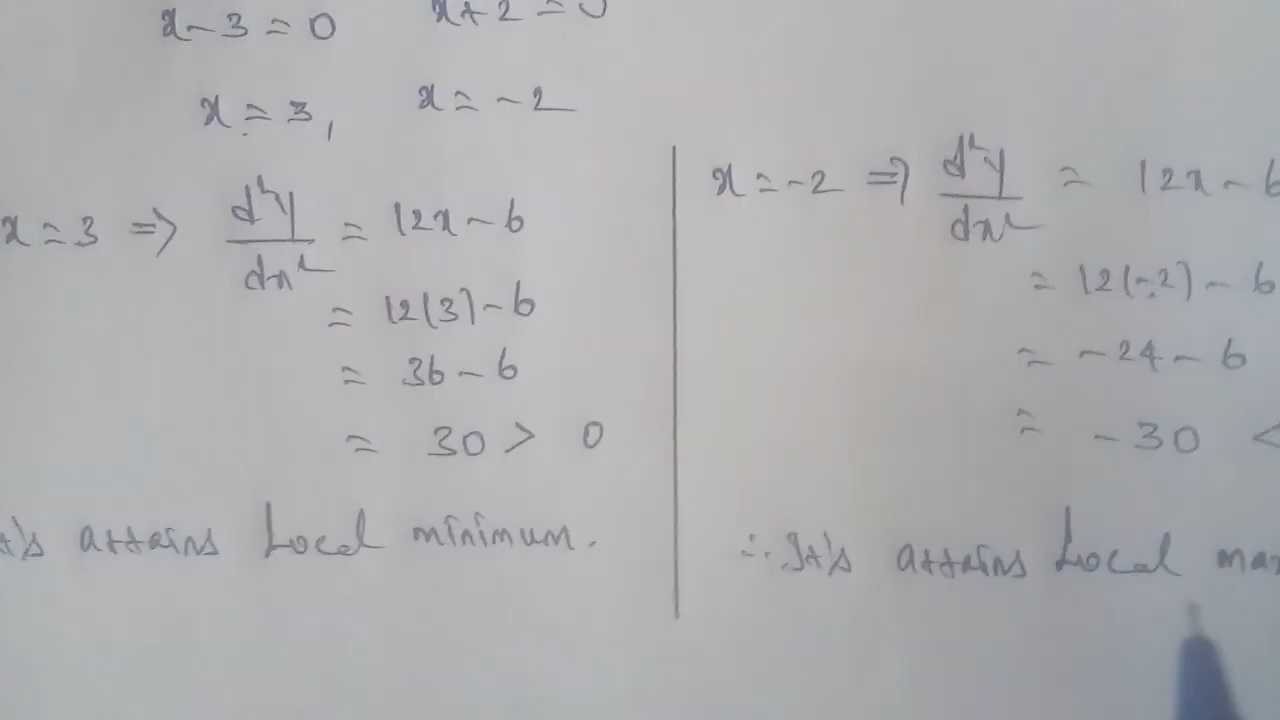 x - 3 = 0 x + 2 = 0
x = 3, x = -2
x = 3 ⇒ d²y/dx² = 12x - 6
= 12(3) - 6
= 36 - 6
= 30 > 0
t's attains Local minimum.
x = -2 ⇒ d²y/dx² = 12x - 6
= 12(-2) - 6
= -24 - 6
= -30 <
∴ It's attains Local max